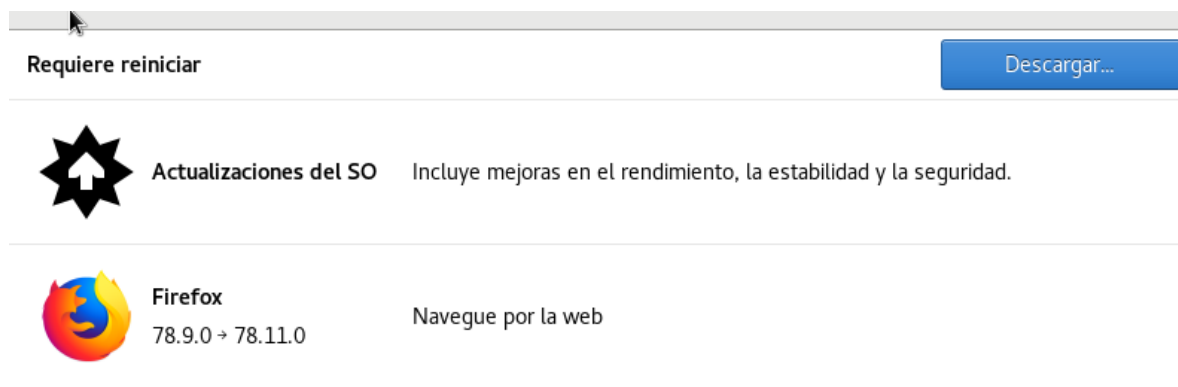 Requiere reiniciar
Descargar...
Actualizaciones del SO
Incluye mejoras en el rendimiento, la estabilidad y la seguridad.
Firefox
78.9.0 → 78.11.0
Navegue por la web